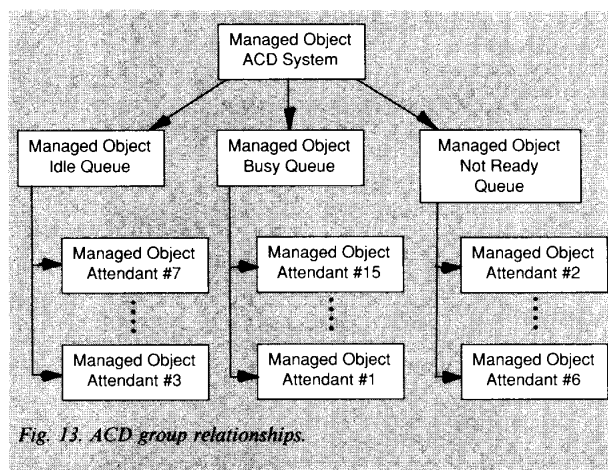 Managed Object
ACD System
Managed Object
Idle Queue
Managed Object
Busy Queue
Managed Object
Not Ready
Queue
Managed Object
Attendant #7
Managed Object
Attendant #15
Managed Object
Attendant #2
Managed Object
Attendant #3
Managed Object
Attendant #1
Managed Object
Attendant #6
Fig. 13. ACD group relationships.